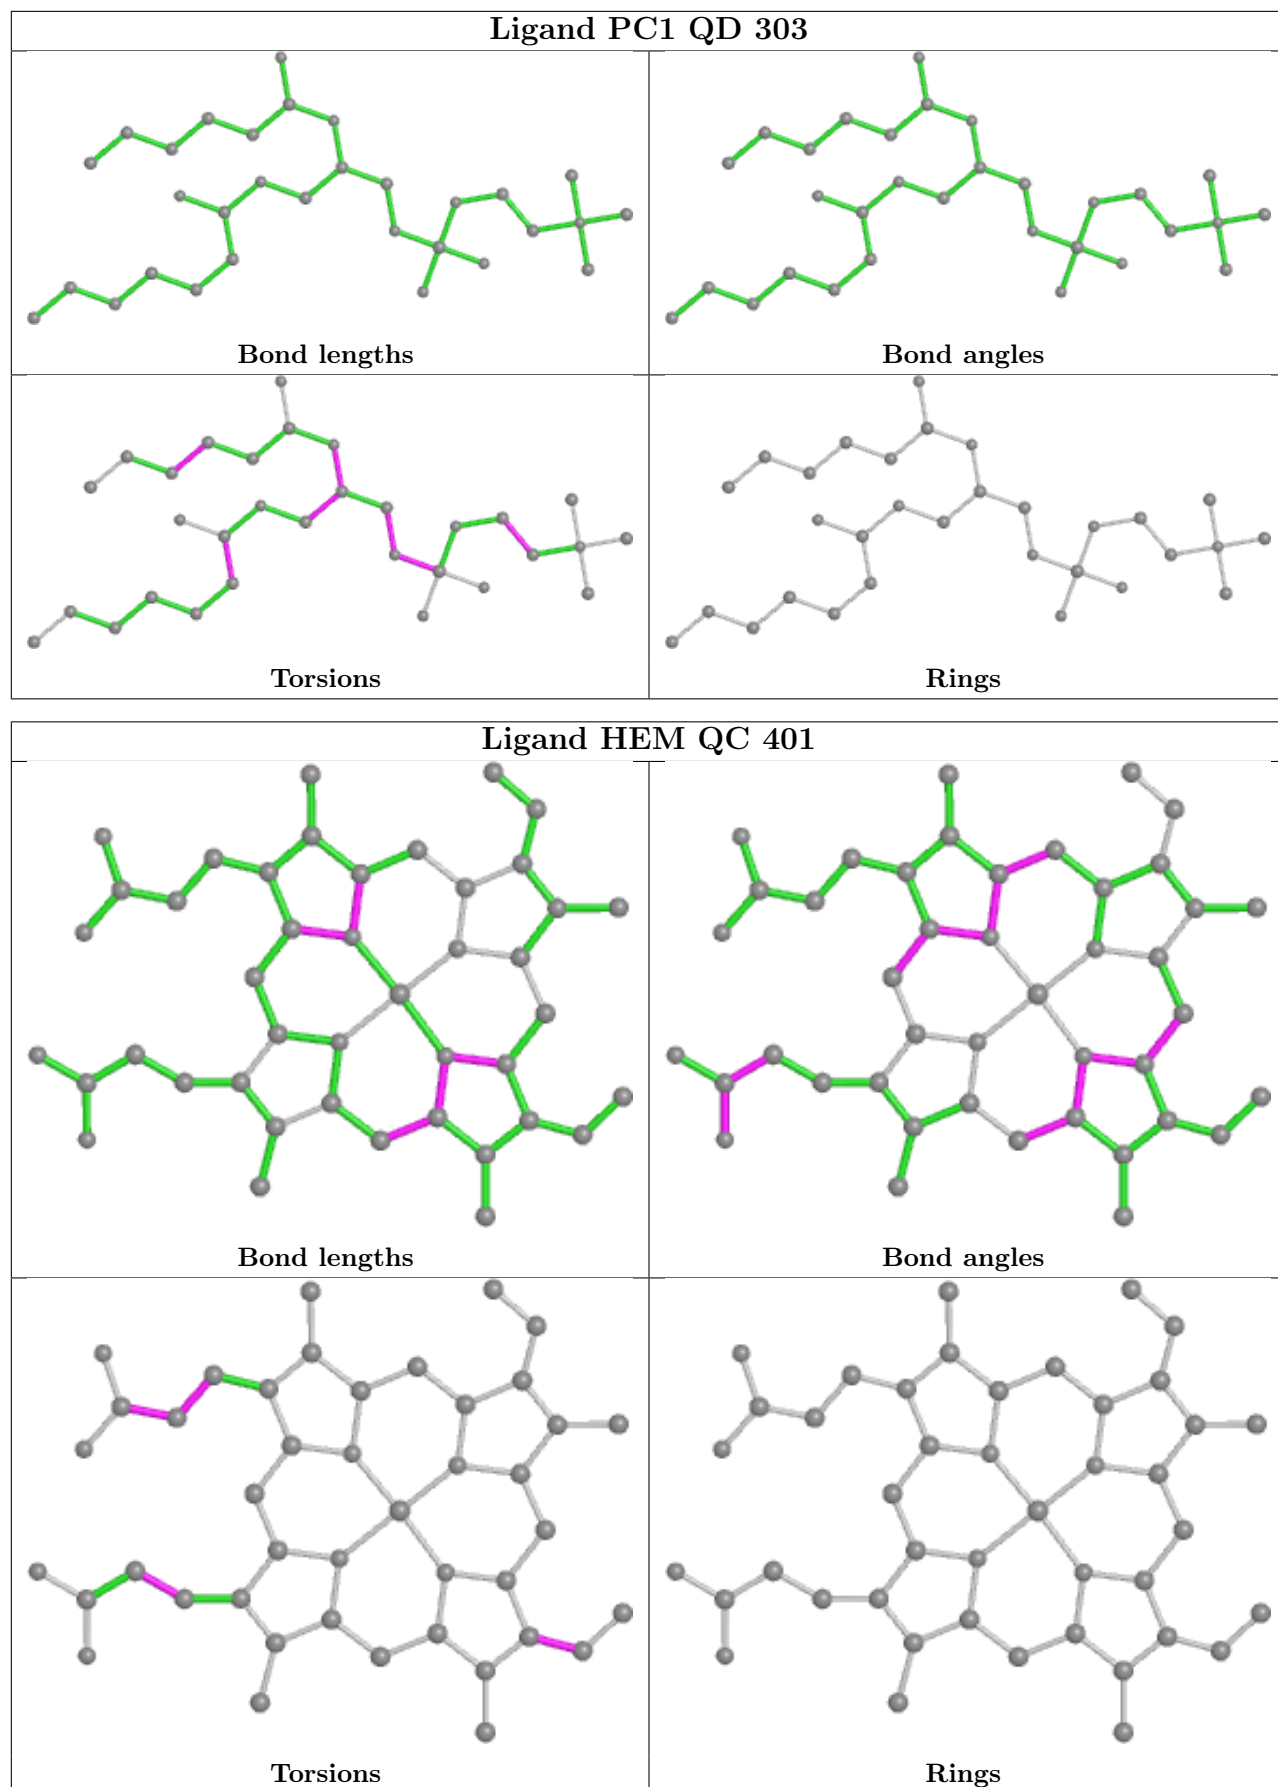 Ligand PC1 QD 303
Bond lengths
Bond angles
Torsions
Rings
Ligand HEM QC 401
Bond lengths
Bond angles
Torsions
Rings